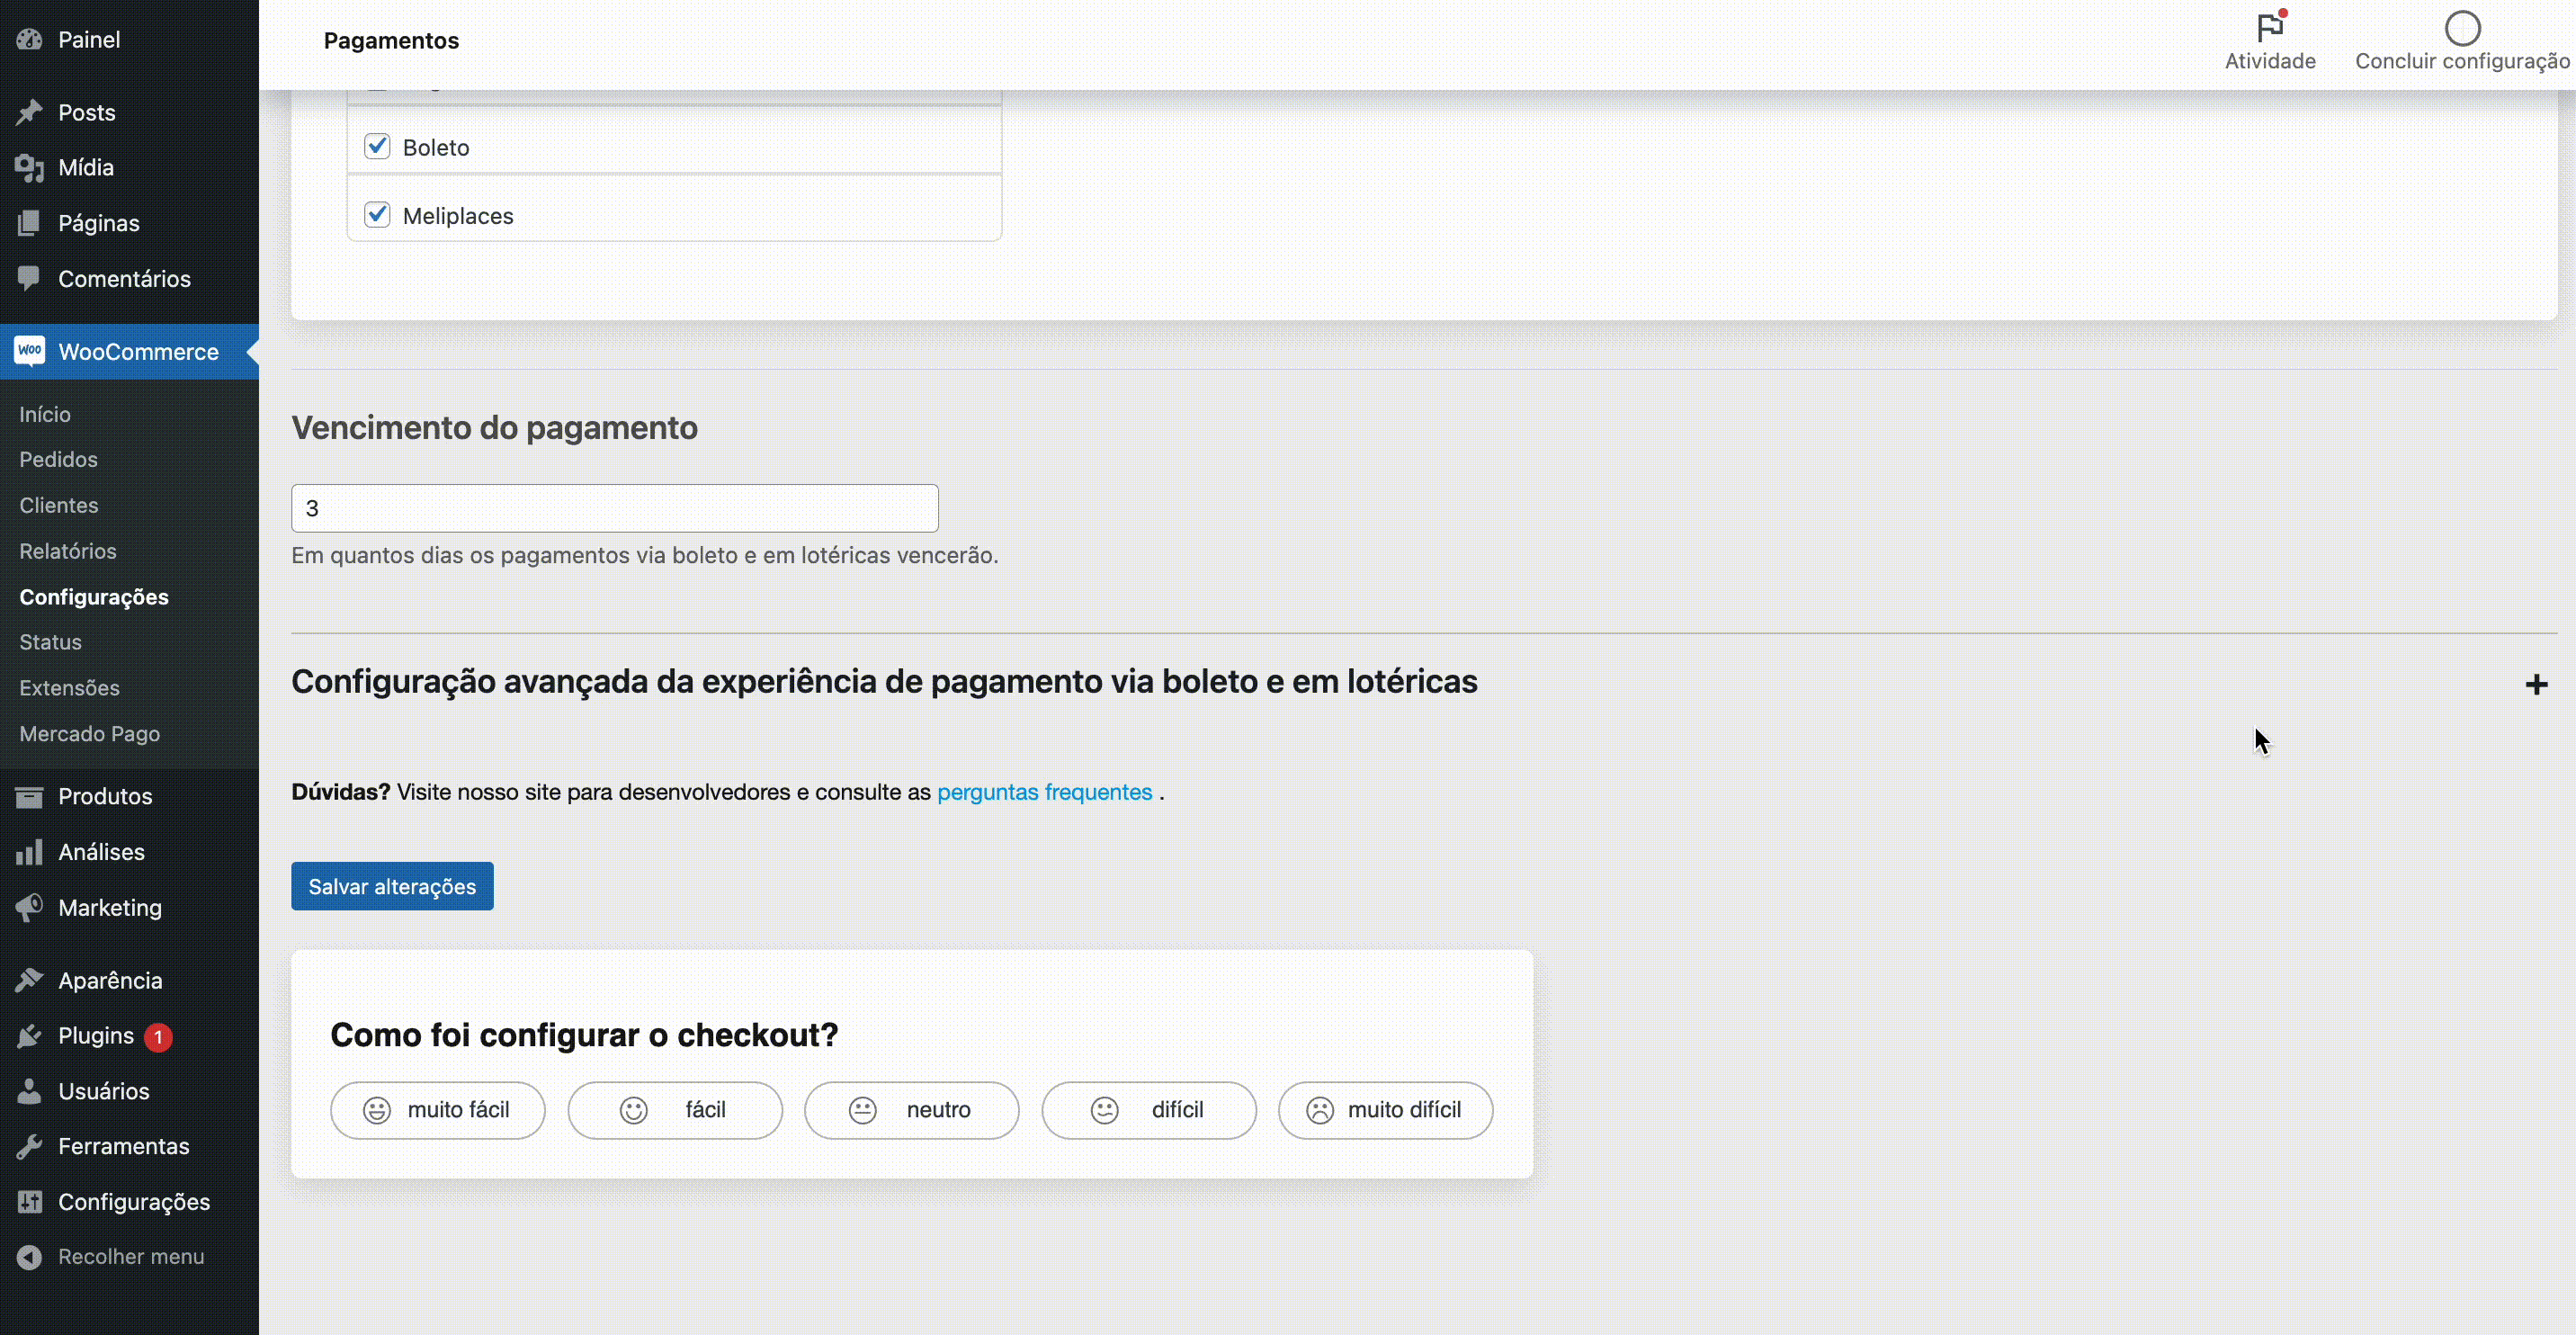 Painel
Posts
Mídia
Páginas
Comentários
Woo
WooCommerce
Início
Pedidos
Clientes
Relatórios
Configurações
Status
Extensões
Mercado Pago
Produtos
Análises
Marketing
Aparência
Plugins 1
Usuários
Ferramentas
Configurações
Recolher menu
Pagamentos
Atividade
Concluir configuração
Boleto
Meliplaces
Vencimento do pagamento
3
Em quantos dias os pagamentos via boleto e em lotéricas vencerão.
Configuração avançada da experiência de pagamento via boleto e em lotéricas +
Dúvidas? Visite nosso site para desenvolvedores e consulte as perguntas frequentes .
Salvar alterações
Como foi configurar o checkout?
muito fácil fácil neutro difícil muito difícil